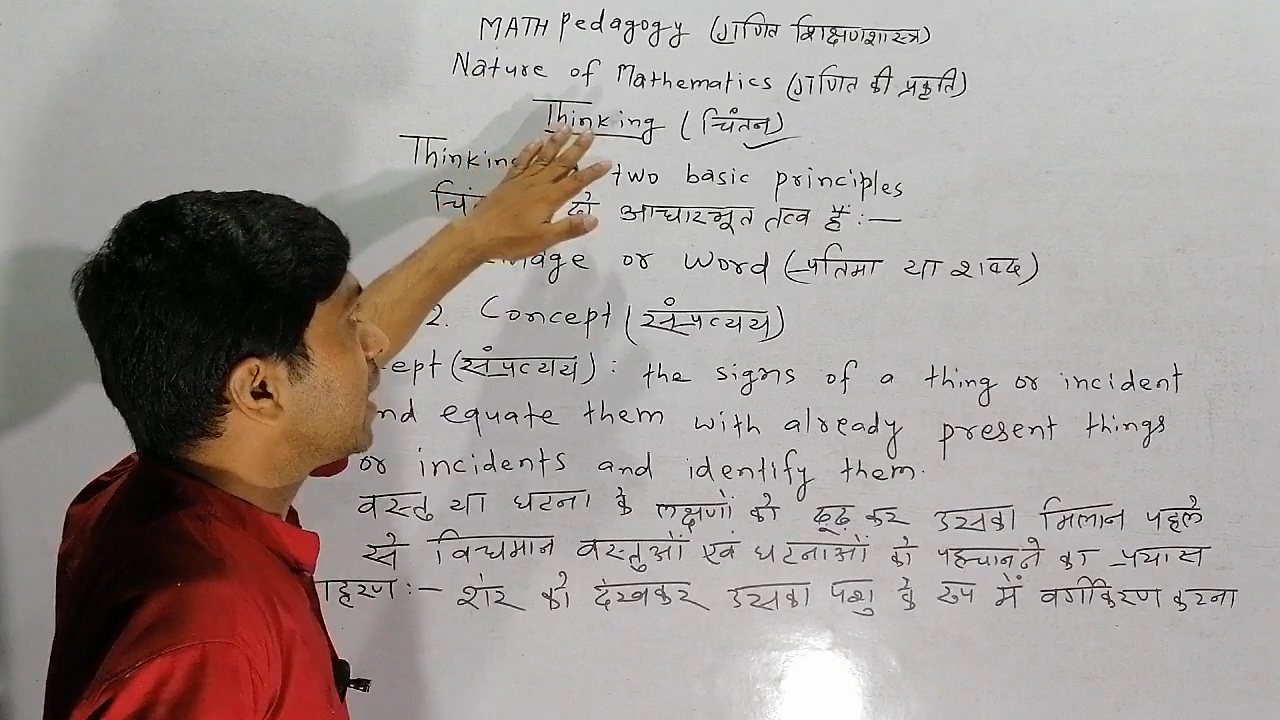 MATH Pedagogy (गणित शिक्षणशास्त्र)
Nature of Mathematics (गणित की प्रकृति)
Thinking (चिंतन)
Thinking two basic principles
दो आधारभूत तत्व हैं :—
or Word (प्रतिमा या शब्द)
2. Concept (संप्रत्यय)
(संप्रत्यय) : the signs of a thing or incident
equate them with already present things
or incidents and identify them.
वस्तु या घटना के लक्षणों को ढूढ़ कर उसका मिलान पहले
से विद्यमान वस्तुओं एवं घटनाओं को पहचानने का प्रयास
:— शेर को देखकर उसका पशु के रूप में वर्गीकरण करना